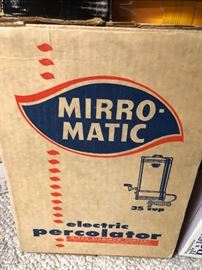 MIRRO-
MATIC
35 cup
electric
percolator